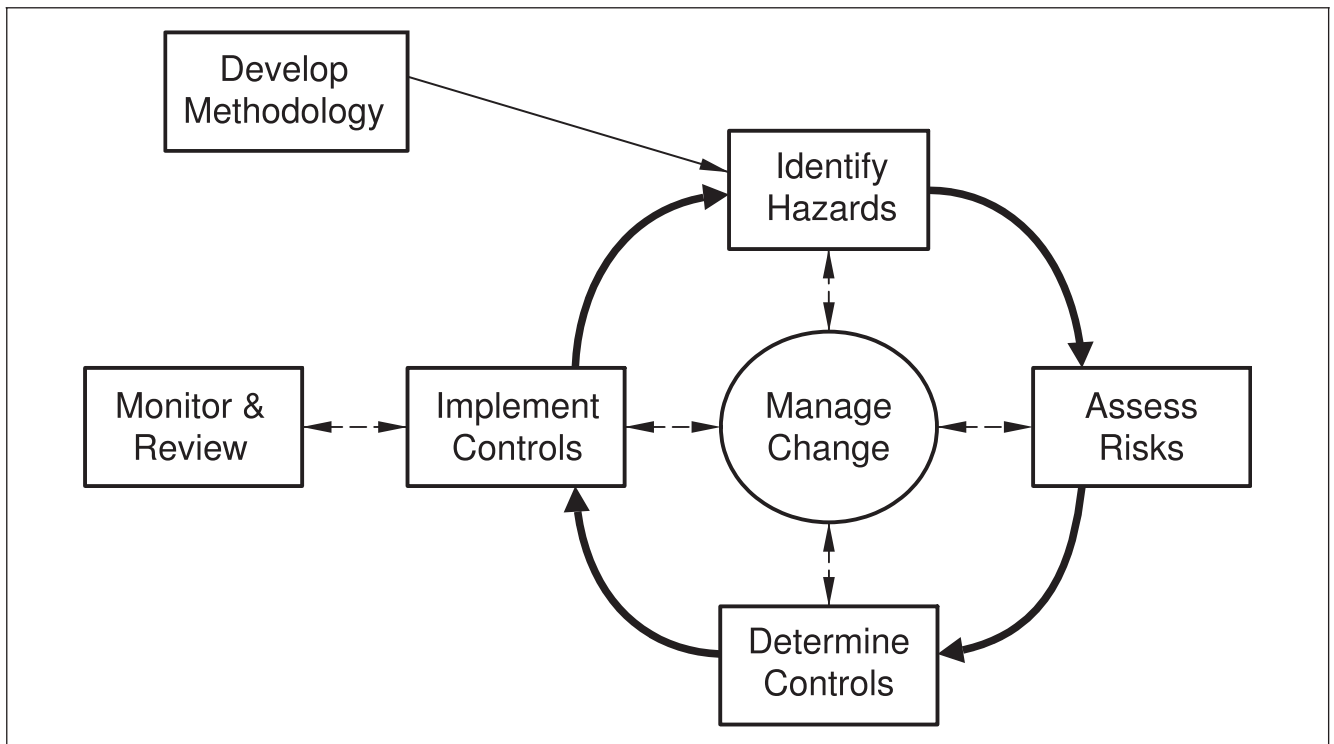 Develop
Methodology
Identify
Hazards
Monitor &
Review
Implement
Controls
Manage
Change
Assess
Risks
Determine
Controls